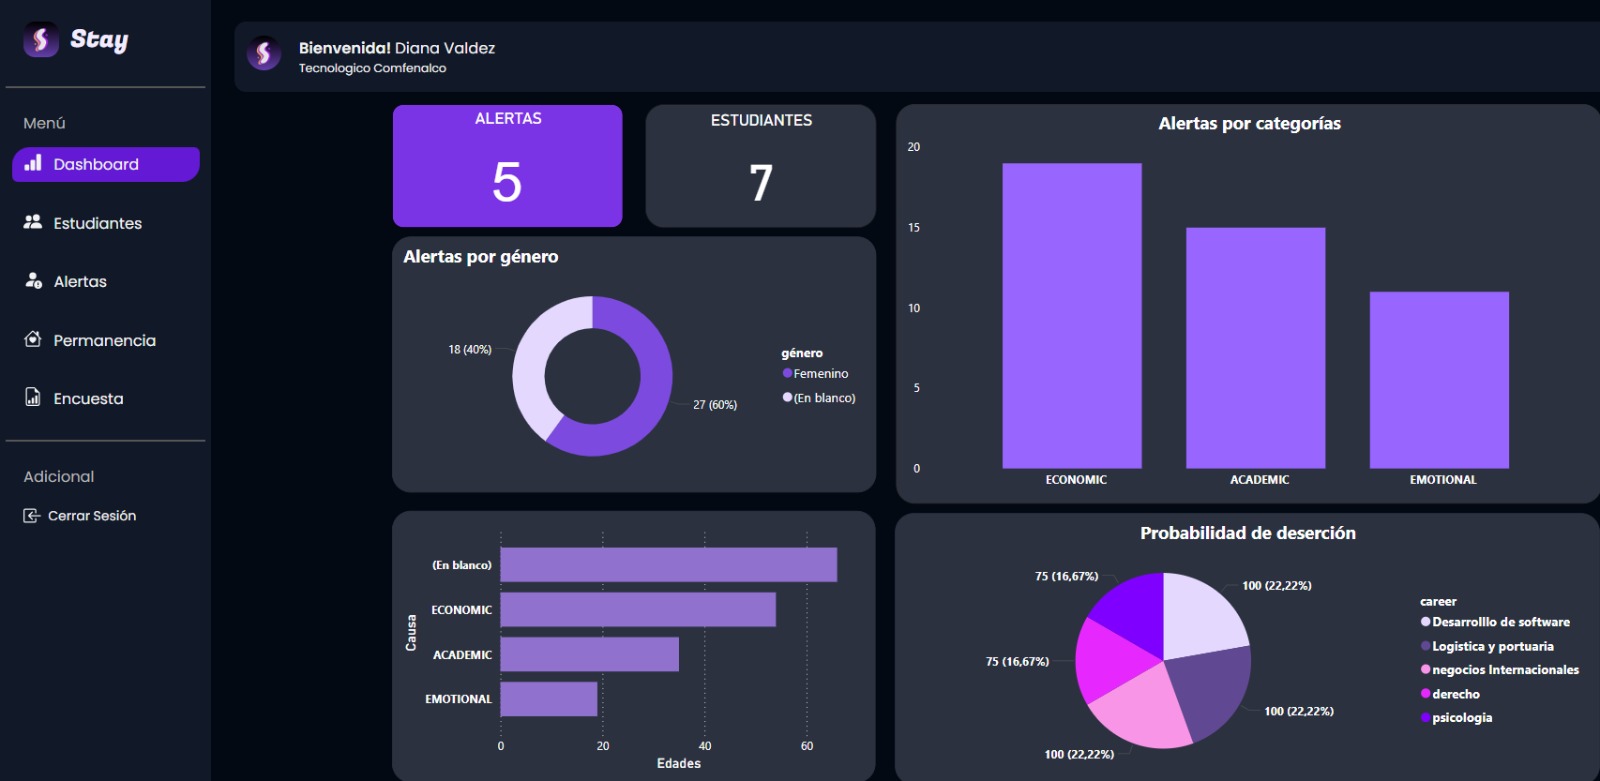 Stay
Menú
Dashboard
Estudiantes
Alertas
Permanencia
Encuesta
Adicional
Cerrar Sesión
Bienvenida! Diana Valdez
Tecnologico Comfenalco
ALERTAS
5
ESTUDIANTES
7
Alertas por género
18 (40%)
27 (60%)
género
Femenino
(En blanco)
Alertas por categorías
20
15
10
5
0
ECONOMIC
ACADEMIC
EMOTIONAL
Causa
(En blanco)
ECONOMIC
ACADEMIC
EMOTIONAL
0 20 40 60
Edades
Probabilidad de deserción
75 (16,67%)
100 (22,22%)
75 (16,67%)
100 (22,22%)
100 (22,22%)
career
Desarrolllo de software
Logistica y portuaria
negocios Internacionales
derecho
psicologia